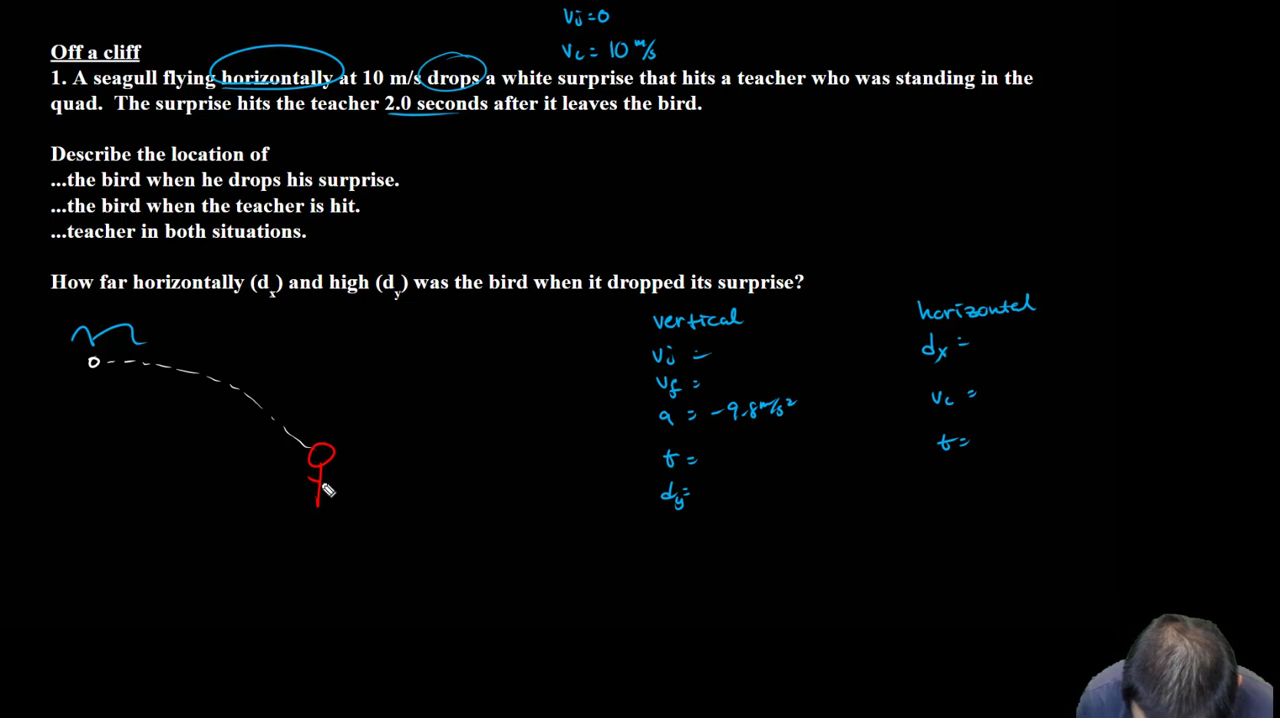 vi=0
vc = 10 m/s
Off a cliff
1. A seagull flying horizontally at 10 m/s drops a white surprise that hits a teacher who was standing in the
quad. The surprise hits the teacher 2.0 seconds after it leaves the bird.
Describe the location of
...the bird when he drops his surprise.
...the bird when the teacher is hit.
...teacher in both situations.
How far horizontally (dx) and high (dy) was the bird when it dropped its surprise?
vertical
vi =
vf =
a = -9.8 m/s²
t =
dy=
horizontal
dx =
vc =
t=